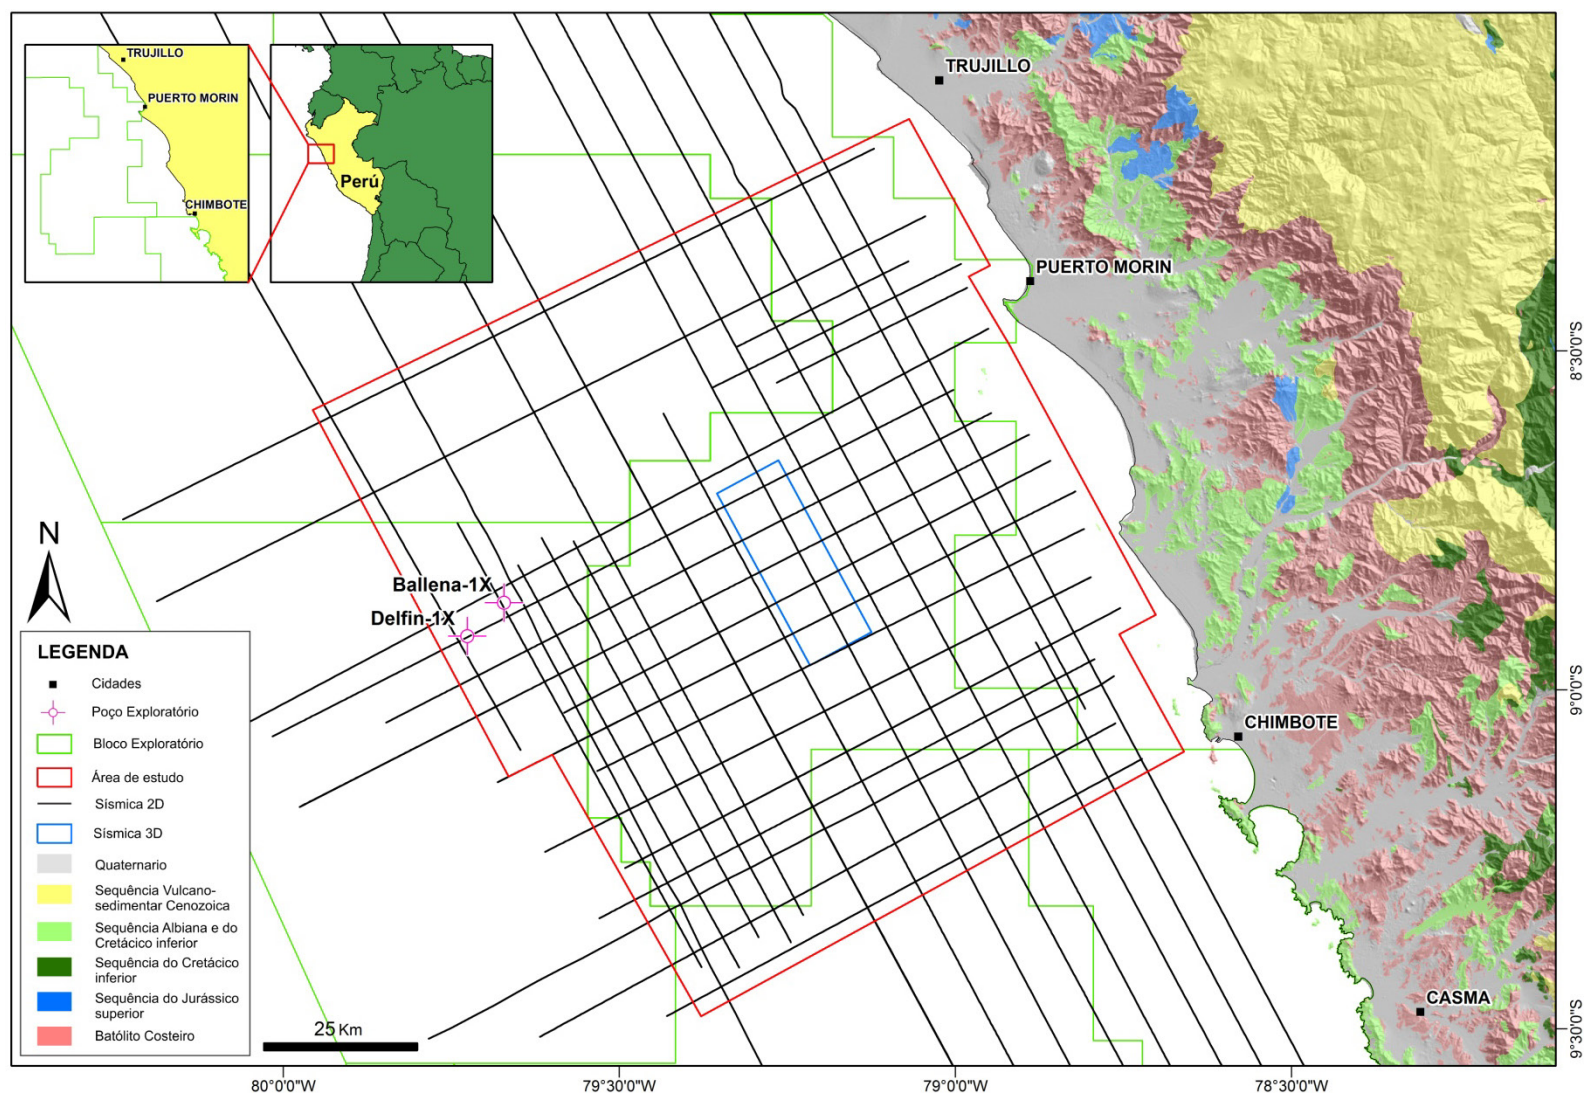 TRUJILLO
PUERTO MORIN
CHIMBOTE
Perú
TRUJILLO
PUERTO MORIN
CHIMBOTE
CASMA
Ballena-1X
Delfin-1X
N
LEGENDA
Cidades
Poço Exploratório
Bloco Exploratório
Área de estudo
Sísmica 2D
Sísmica 3D
Quaternario
Sequência Vulcano-
sedimentar Cenozoica
Sequência Albiana e do
Cretácico inferior
Sequência do Cretácico
inferior
Sequência do Jurássico
superior
Batólito Costeiro
25 Km
8°30'0"S
9°0'0"S
9°30'0"S
80°0'0"W
79°30'0"W
79°0'0"W
78°30'0"W